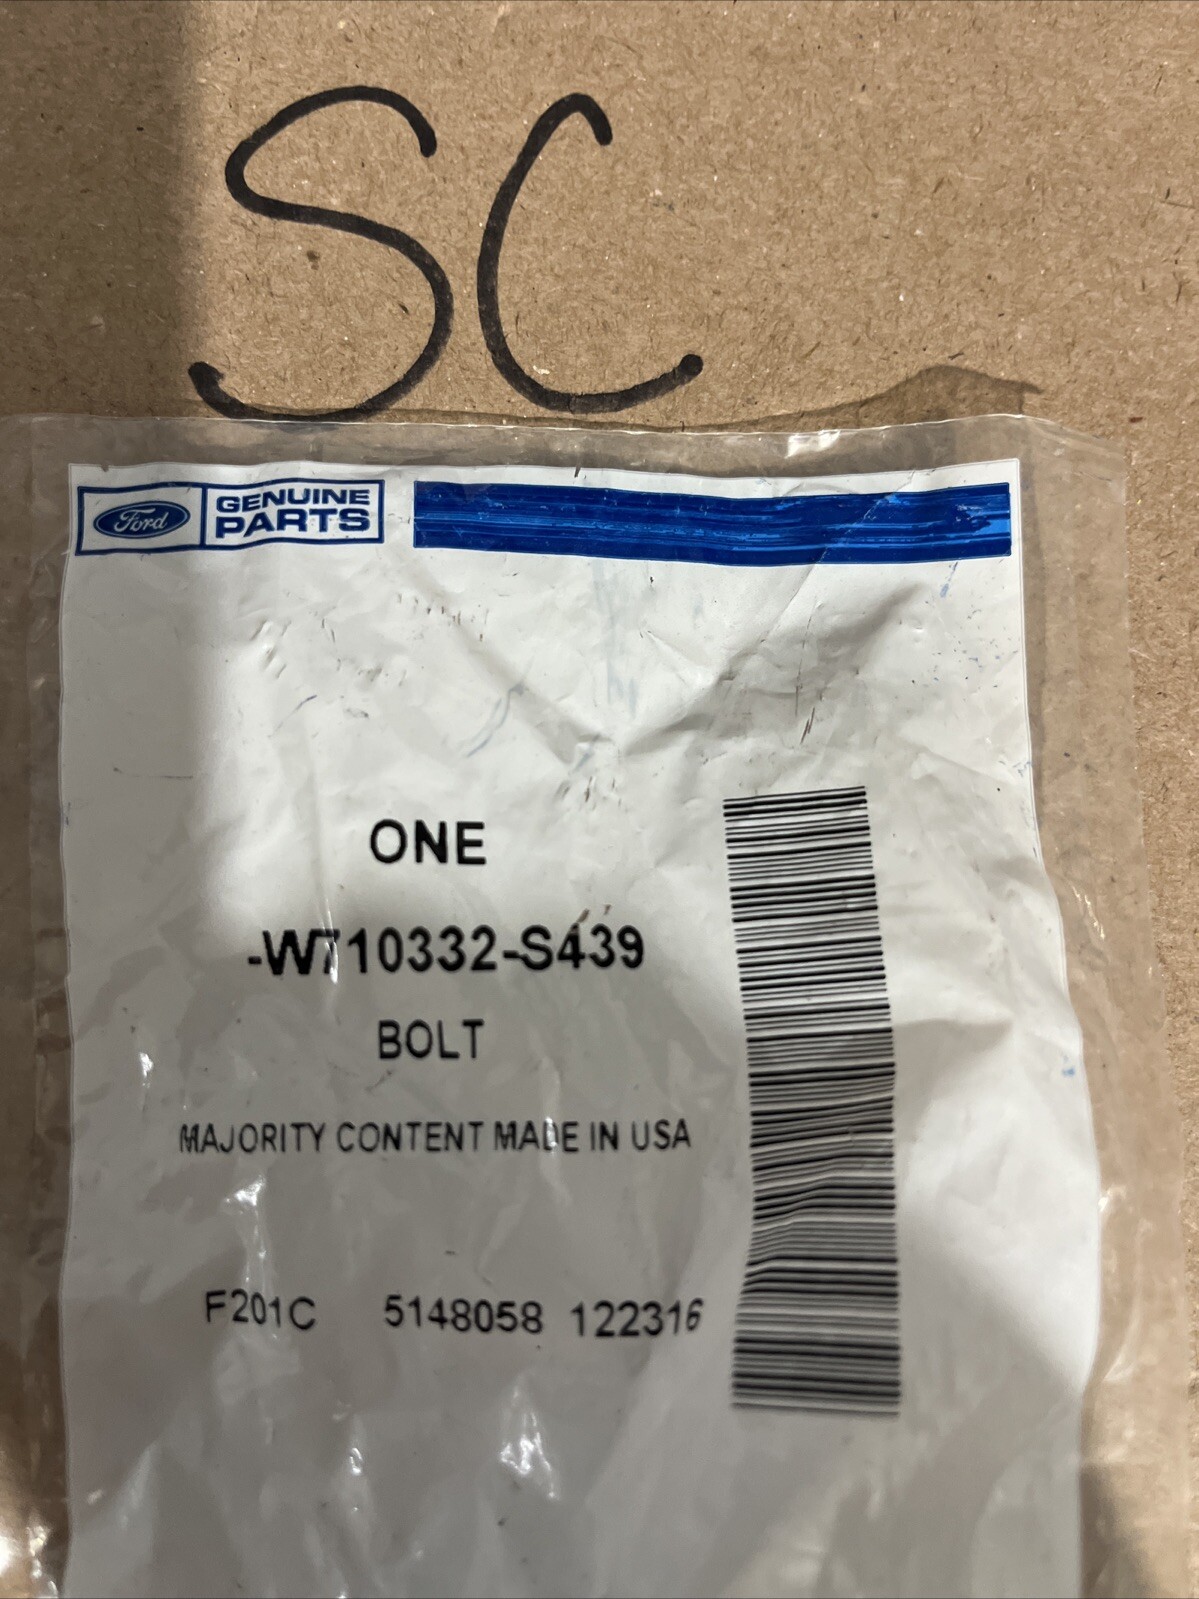 SC
Ford GENUINE
PARTS
ONE
-W710332-S439
BOLT
MAJORITY CONTENT MADE IN USA
F201C 5148058 122316